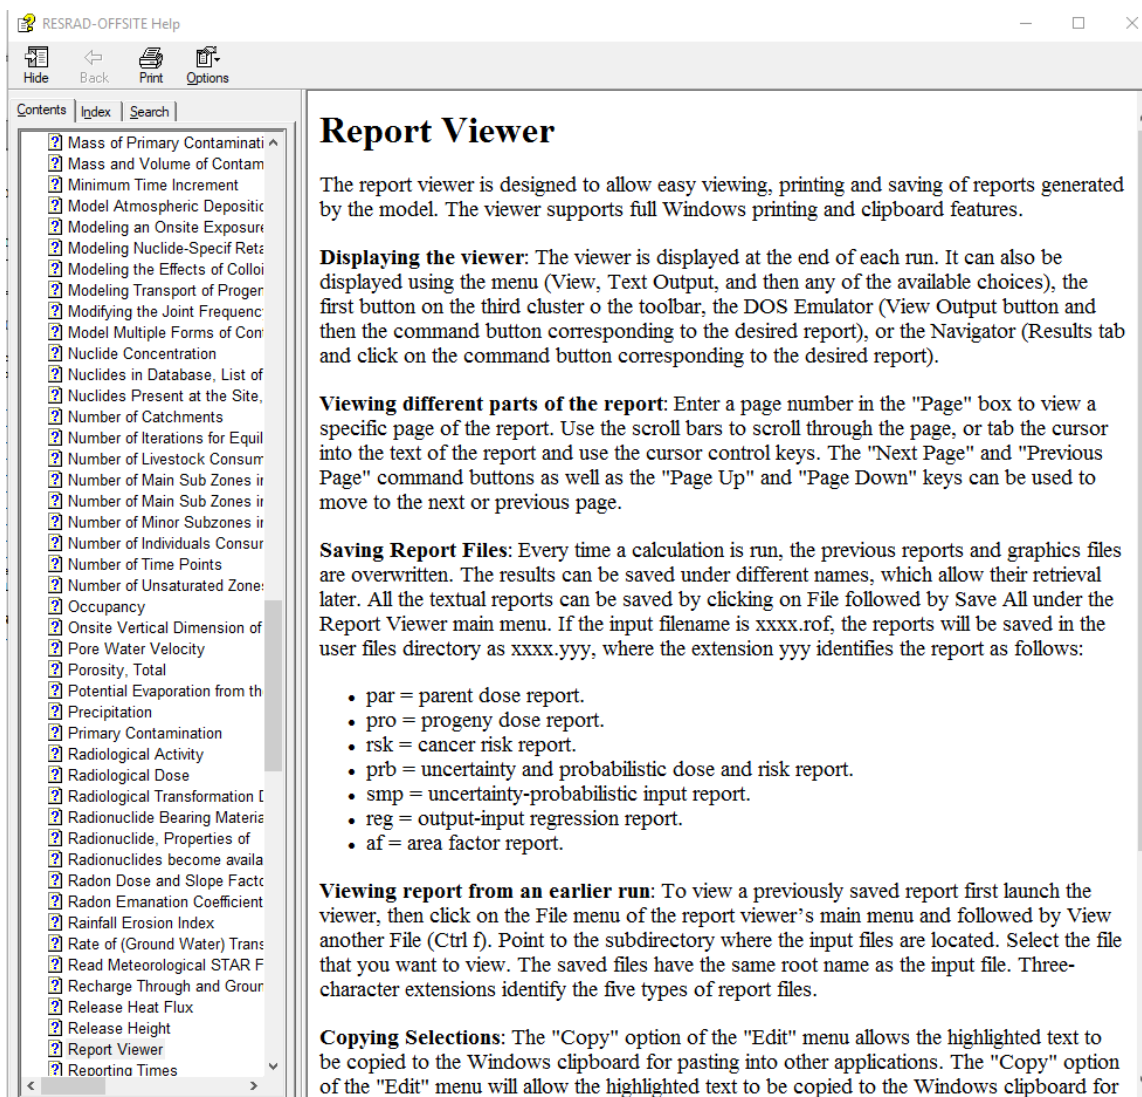 RESRAD-OFFSITE Help
Hide Back Print Options
Contents Index Search
Mass of Primary Contaminati
Mass and Volume of Contam
Minimum Time Increment
Model Atmospheric Depositic
Modeling an Onsite Exposure
Modeling Nuclide-Specif Reta
Modeling the Effects of Colloi
Modeling Transport of Progen
Modifying the Joint Frequenc
Model Multiple Forms of Cont
Nuclide Concentration
Nuclides in Database, List of
Nuclides Present at the Site,
Number of Catchments
Number of Iterations for Equil
Number of Livestock Consum
Number of Main Sub Zones in
Number of Main Sub Zones in
Number of Minor Subzones in
Number of Individuals Consur
Number of Time Points
Number of Unsaturated Zone
Occupancy
Onsite Vertical Dimension of
Pore Water Velocity
Porosity, Total
Potential Evaporation from th
Precipitation
Primary Contamination
Radiological Activity
Radiological Dose
Radiological Transformation D
Radionuclide Bearing Materia
Radionuclide, Properties of
Radionuclides become availa
Radon Dose and Slope Facto
Radon Emanation Coefficient
Rainfall Erosion Index
Rate of (Ground Water) Trans
Read Meteorological STAR F
Recharge Through and Groun
Release Heat Flux
Release Height
Report Viewer
Reporting Times
Report Viewer
The report viewer is designed to allow easy viewing, printing and saving of reports generated
by the model. The viewer supports full Windows printing and clipboard features.
Displaying the viewer: The viewer is displayed at the end of each run. It can also be
displayed using the menu (View, Text Output, and then any of the available choices), the
first button on the third cluster o the toolbar, the DOS Emulator (View Output button and
then the command button corresponding to the desired report), or the Navigator (Results tab
and click on the command button corresponding to the desired report).
Viewing different parts of the report: Enter a page number in the "Page" box to view a
specific page of the report. Use the scroll bars to scroll through the page, or tab the cursor
into the text of the report and use the cursor control keys. The "Next Page" and "Previous
Page" command buttons as well as the "Page Up" and "Page Down" keys can be used to
move to the next or previous page.
Saving Report Files: Every time a calculation is run, the previous reports and graphics files
are overwritten. The results can be saved under different names, which allow their retrieval
later. All the textual reports can be saved by clicking on File followed by Save All under the
Report Viewer main menu. If the input filename is xxxx.rof, the reports will be saved in the
user files directory as xxxx.yyy, where the extension yyy identifies the report as follows:
• par = parent dose report.
• pro = progeny dose report.
• rsk = cancer risk report.
• prb = uncertainty and probabilistic dose and risk report.
• smp = uncertainty-probabilistic input report.
• reg = output-input regression report.
• af = area factor report.
Viewing report from an earlier run: To view a previously saved report first launch the
viewer, then click on the File menu of the report viewer’s main menu and followed by View
another File (Ctrl f). Point to the subdirectory where the input files are located. Select the file
that you want to view. The saved files have the same root name as the input file. Three-
character extensions identify the five types of report files.
Copying Selections: The "Copy" option of the "Edit" menu allows the highlighted text to
be copied to the Windows clipboard for pasting into other applications. The "Copy" option
of the "Edit" menu will allow the highlighted text to be copied to the Windows clipboard for